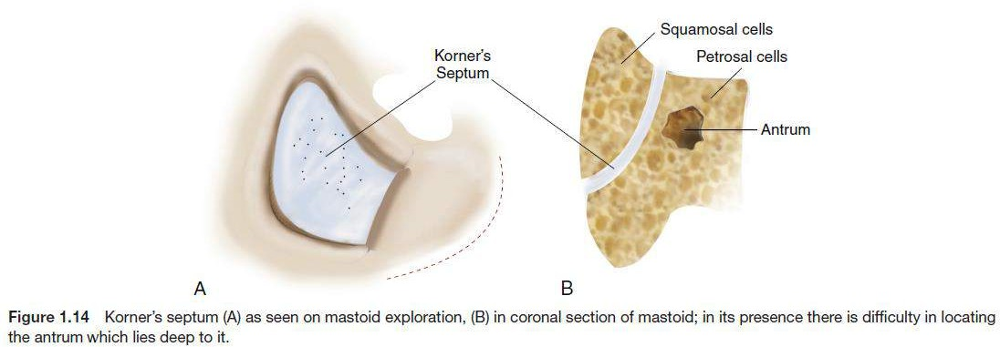 Korner's
Septum
Squamosal cells
Petrosal cells
Antrum
A
B
Figure 1.14 Korner's septum (A) as seen on mastoid exploration, (B) in coronal section of mastoid; in its presence there is difficulty in locating
the antrum which lies deep to it.